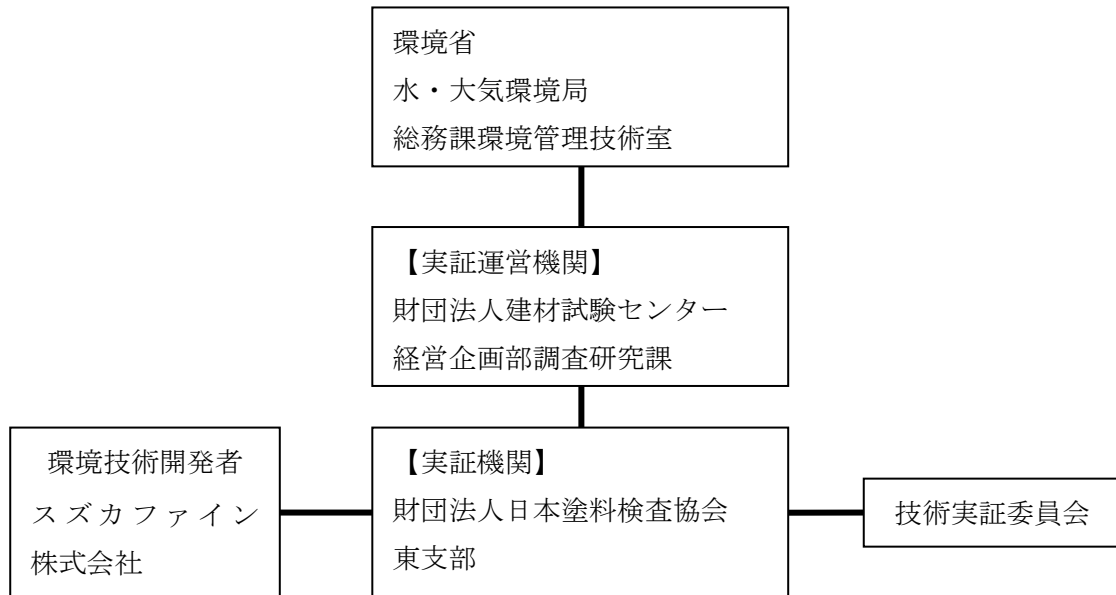 環境省
水・大気環境局
総務課環境管理技術室
【実証運営機関】
財団法人建材試験センター
経営企画部調査研究課
環境技術開発者
スズカファイン
株式会社
【実証機関】
財団法人日本塗料検査協会
東支部
技術実証委員会